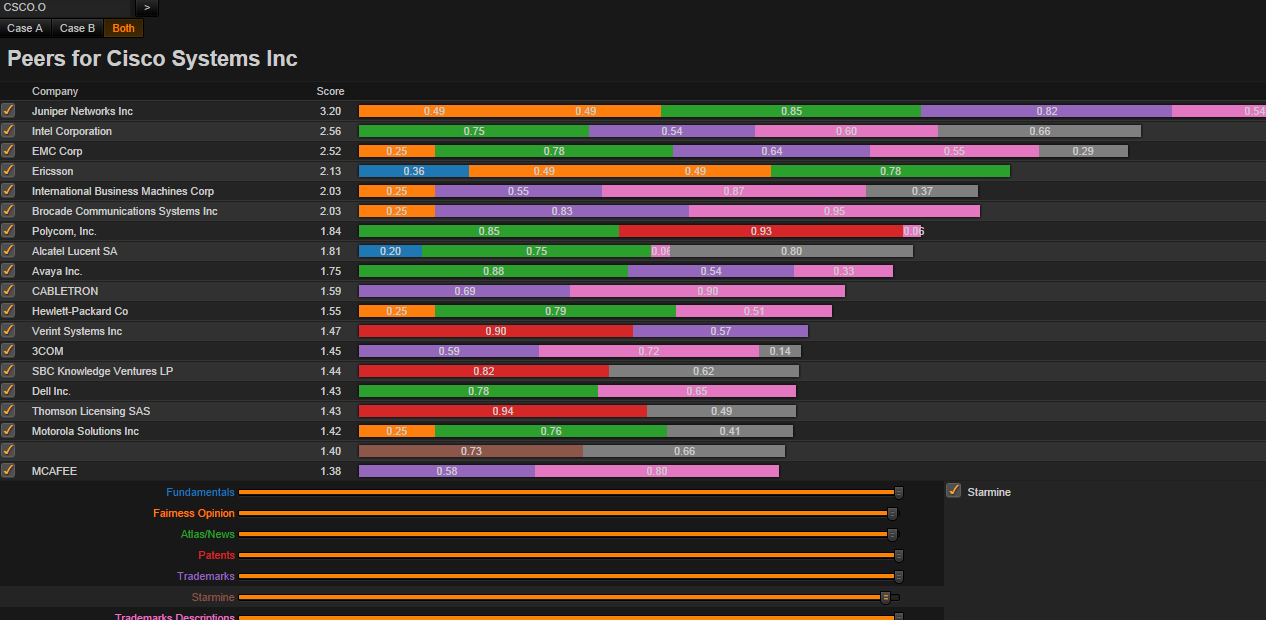 CSCO.O >
Case A Case B Both
Peers for Cisco Systems Inc
Company Score
Juniper Networks Inc 3.20 0.49 0.49 0.85 0.82 0.54
Intel Corporation 2.56 0.75 0.54 0.60 0.66
EMC Corp 2.52 0.25 0.78 0.64 0.55 0.29
Ericsson 2.13 0.36 0.49 0.49 0.78
International Business Machines Corp 2.03 0.25 0.55 0.87 0.37
Brocade Communications Systems Inc 2.03 0.25 0.83 0.95
Polycom, Inc. 1.84 0.85 0.93 0.06
Alcatel Lucent SA 1.81 0.20 0.75 0.06 0.80
Avaya Inc. 1.75 0.88 0.54 0.33
CABLETRON 1.59 0.69 0.90
Hewlett-Packard Co 1.55 0.25 0.79 0.51
Verint Systems Inc 1.47 0.90 0.57
3COM 1.45 0.59 0.72 0.14
SBC Knowledge Ventures LP 1.44 0.82 0.62
Dell Inc. 1.43 0.78 0.65
Thomson Licensing SAS 1.43 0.94 0.49
Motorola Solutions Inc 1.42 0.25 0.76 0.41
1.40 0.73 0.66
MCAFEE 1.38 0.58 0.80
Fundamentals Starmine
Fairness Opinion
Atlas/News
Patents
Trademarks
Starmine
Trademarks Descriptions